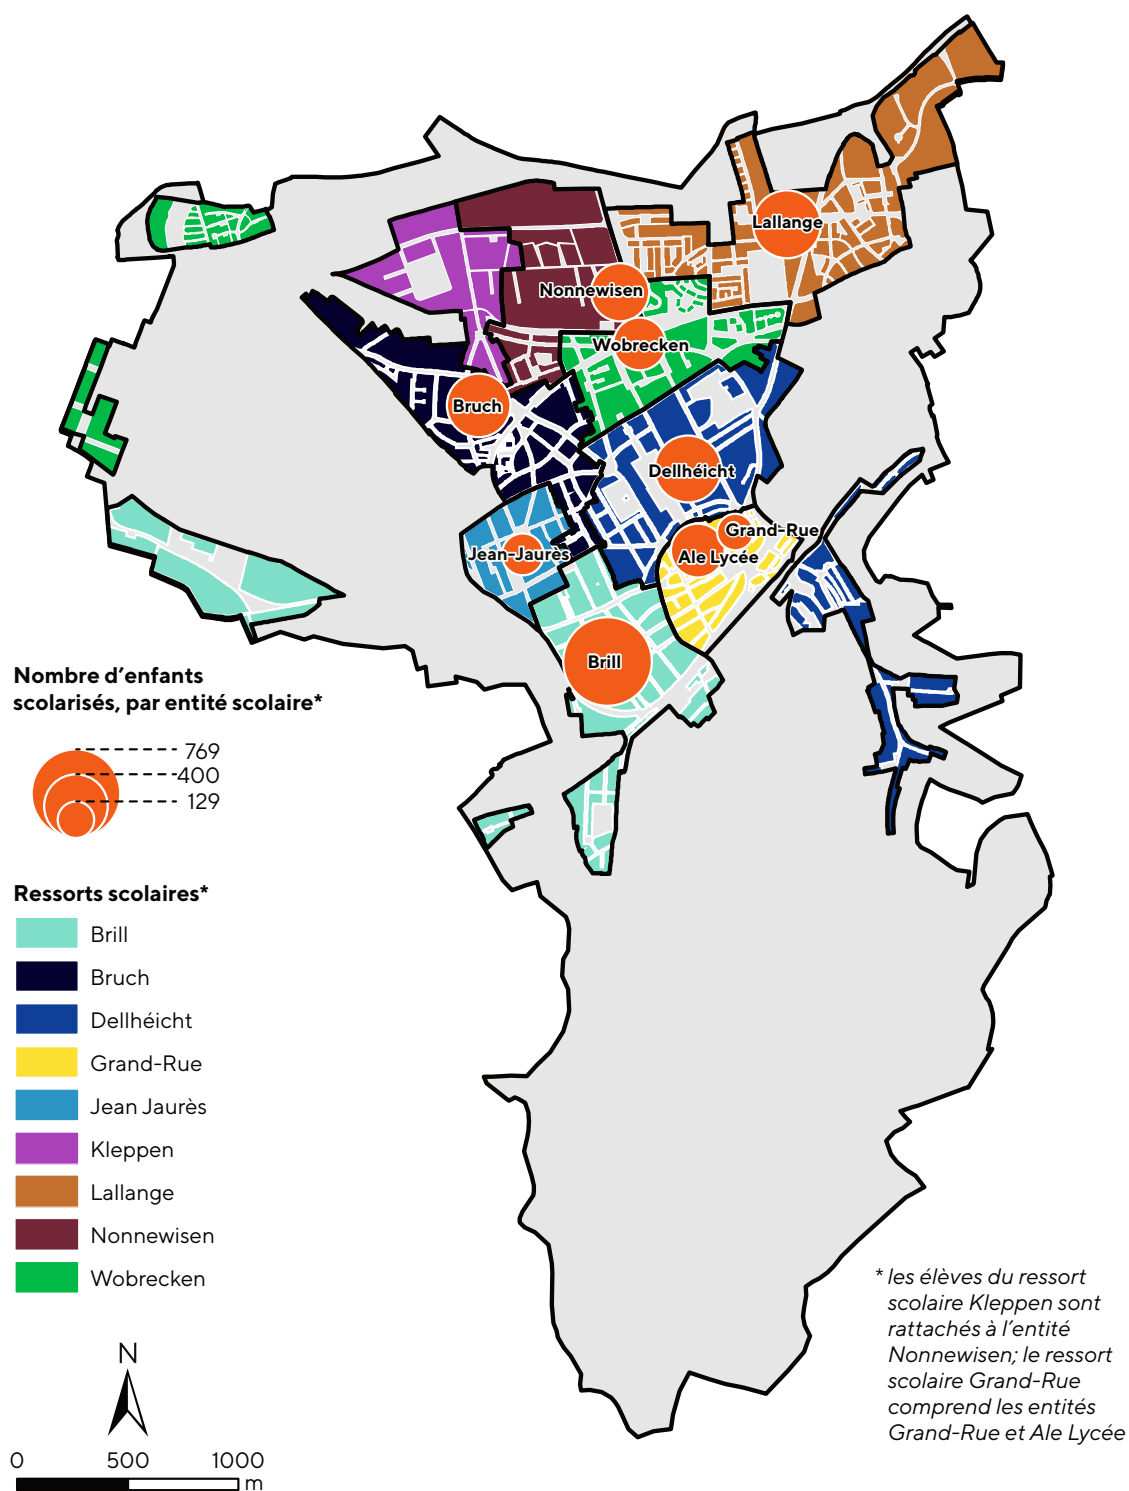 Lallange
Nonnewisen
Wobrecken
Bruch
Dellhéicht
Grand-Rue
Ale Lycée
Jean-Jaurès
Brill
Nombre d'enfants
scolarisés, par entité scolaire*
769
400
129
Ressorts scolaires*
Brill
Bruch
Dellhéicht
Grand-Rue
Jean Jaurès
Kleppen
Lallange
Nonnewisen
Wobrecken
N
0 500 1000
m
* les élèves du ressort
scolaire Kleppen sont
rattachés à l'entité
Nonnewisen; le ressort
scolaire Grand-Rue
comprend les entités
Grand-Rue et Ale Lycée